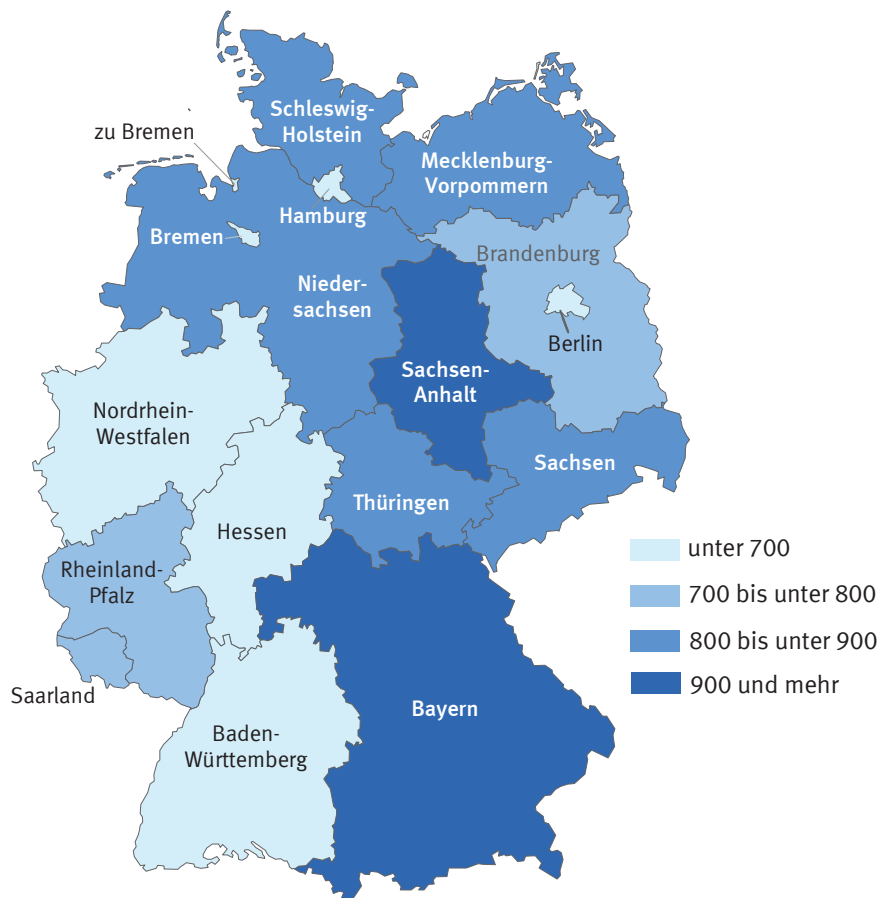 Schleswig-
Holstein
zu Bremen
Mecklenburg-
Vorpommern
Hamburg
Bremen
Brandenburg
Nieder-
sachsen
Berlin
Sachsen-
Anhalt
Nordrhein-
Westfalen
Sachsen
Thüringen
Hessen
unter 700
Rheinland-
Pfalz
700 bis unter 800
800 bis unter 900
900 und mehr
Saarland
Bayern
Baden-
Württemberg